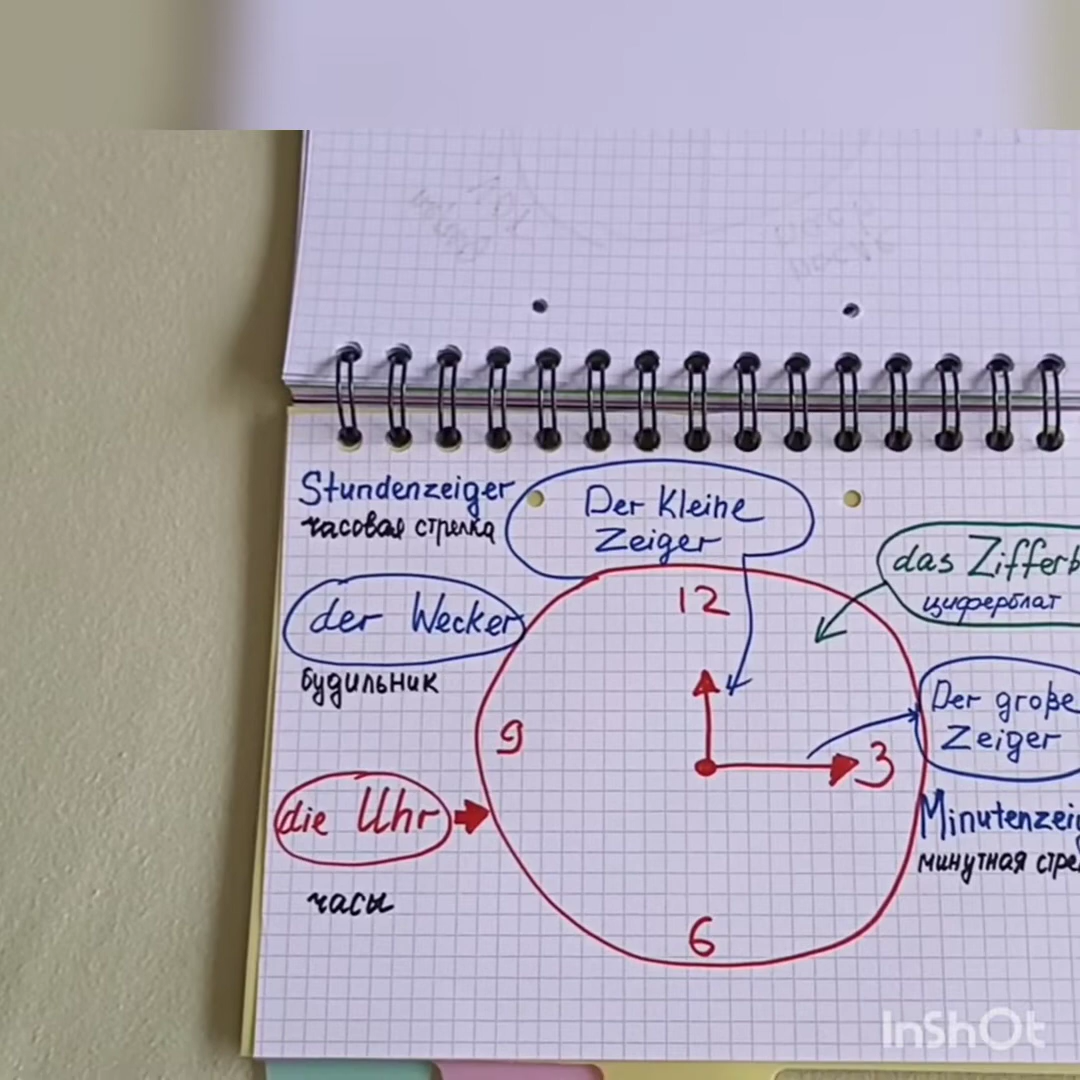 Stundenzeiger
часовая стрелка
Der Kleine
Zeiger
das Zifferb
циферблат
der Wecker
будильник
12
Der große
Zeiger
9
3
die Uhr
Minutenzeig
минутная стре
часы
6
InShOt